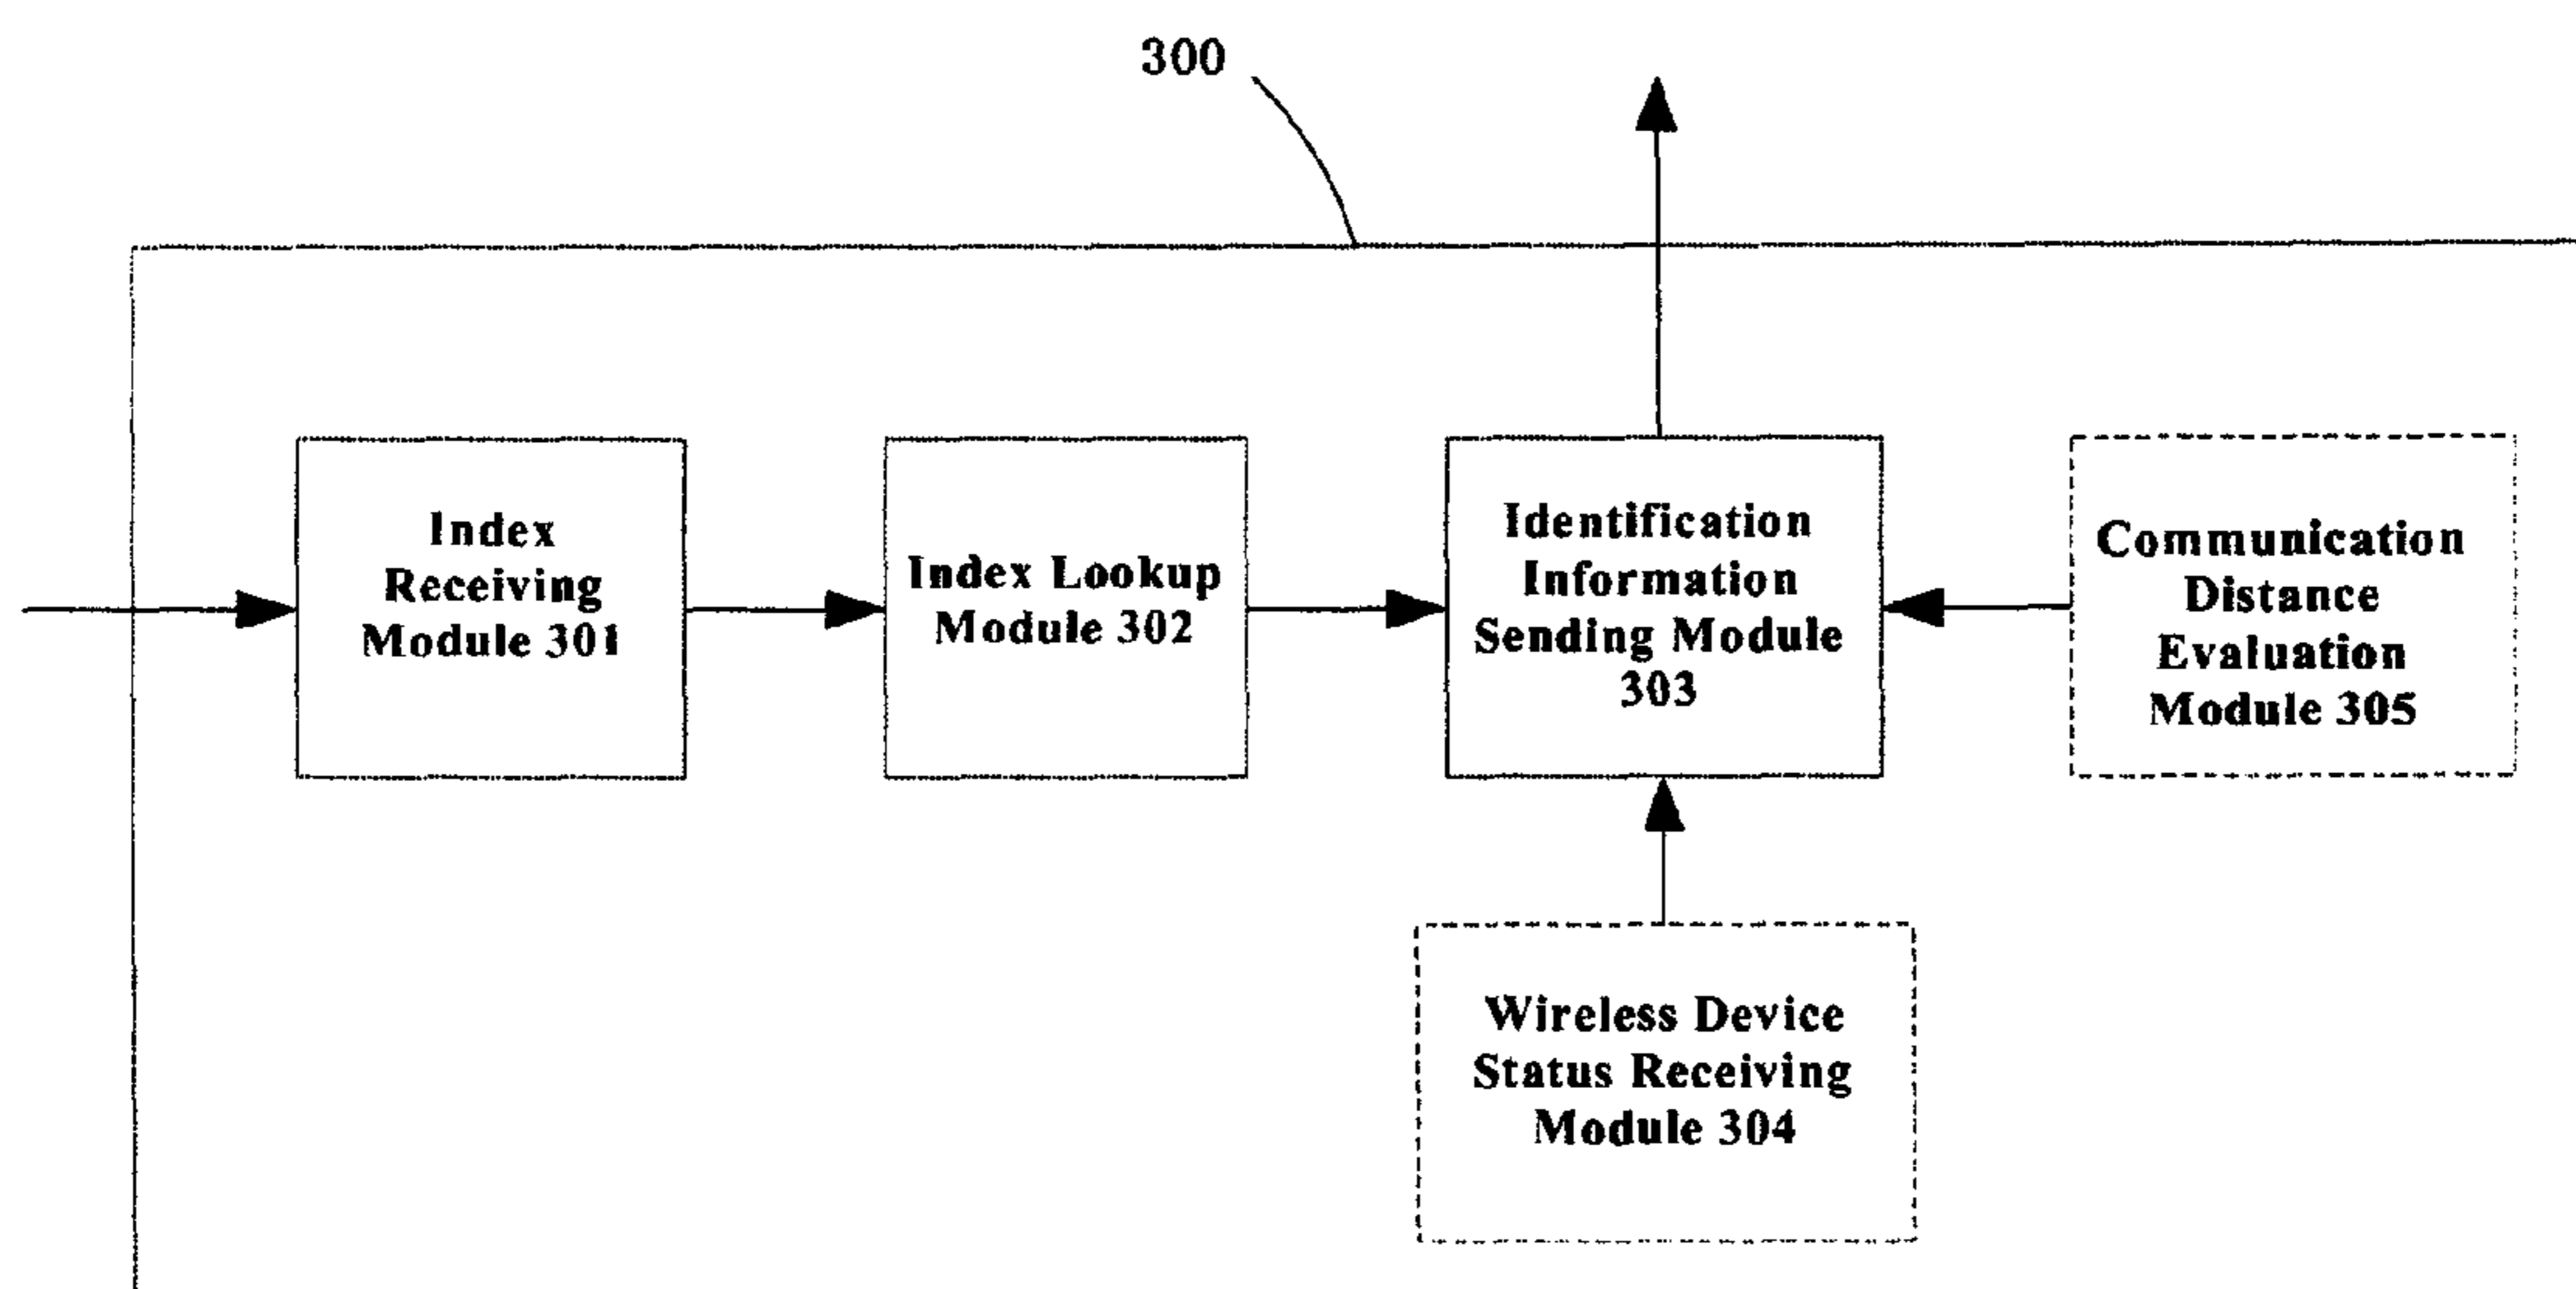 300
Index
Receiving
Module 301
Index Lookup
Module 302
Identification
Information
Sending Module
303
Communication
Distance
Evaluation
Module 305
Wireless Device
Status Receiving
Module 304